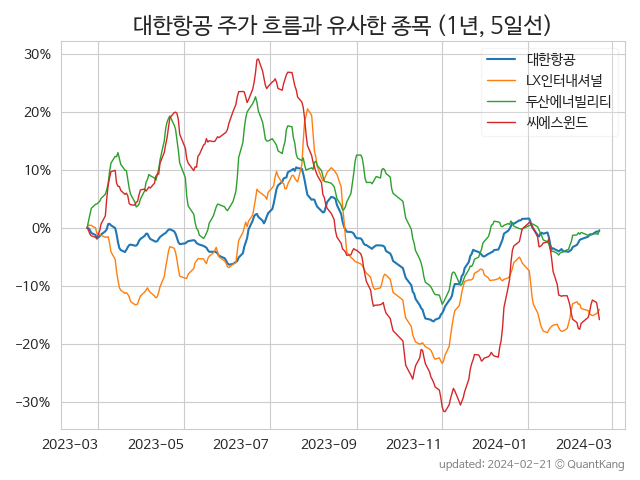 대한항공 주가 흐름과 유사한 종목 (1년, 5일선)
대한항공
LX인터내셔널
두산에너빌리티
씨에스윈드
30%
20%
10%
0%
−10%
−20%
−30%
2023-03 2023-05 2023-07 2023-09 2023-11 2024-01 2024-03
updated: 2024-02-21 © QuantKang